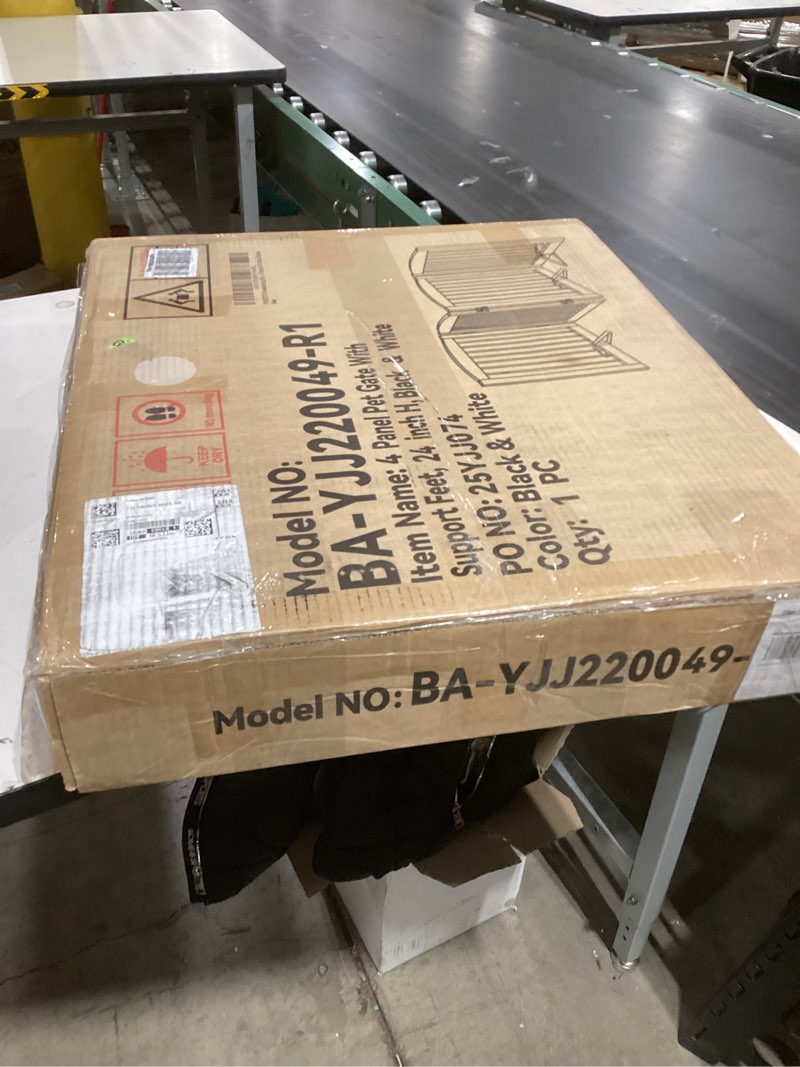 Model NO:
BA-YJJ220049-R1
Item Name: 4 Panel Pet Gate With
Support Feet, 24 inch H, Black & White
PO NO: 25YJJ074
Color: Black & White
Qty: 1 PC
KEEP
DRY
Model NO: BA-YJJ220049-